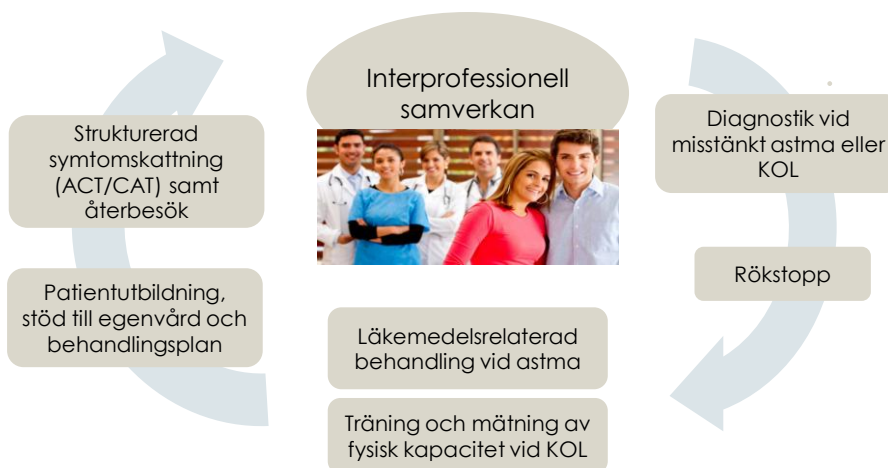 Interprofessionell
samverkan
Diagnostik vid
misstänkt astma eller
KOL
Rökstopp
Läkemedelsrelaterad
behandling vid astma
Träning och mätning av
fysisk kapacitet vid KOL
Patientutbildning,
stöd till egenvård och
behandlingsplan
Strukturerad
symtomskattning
(ACT/CAT) samt
återbesök